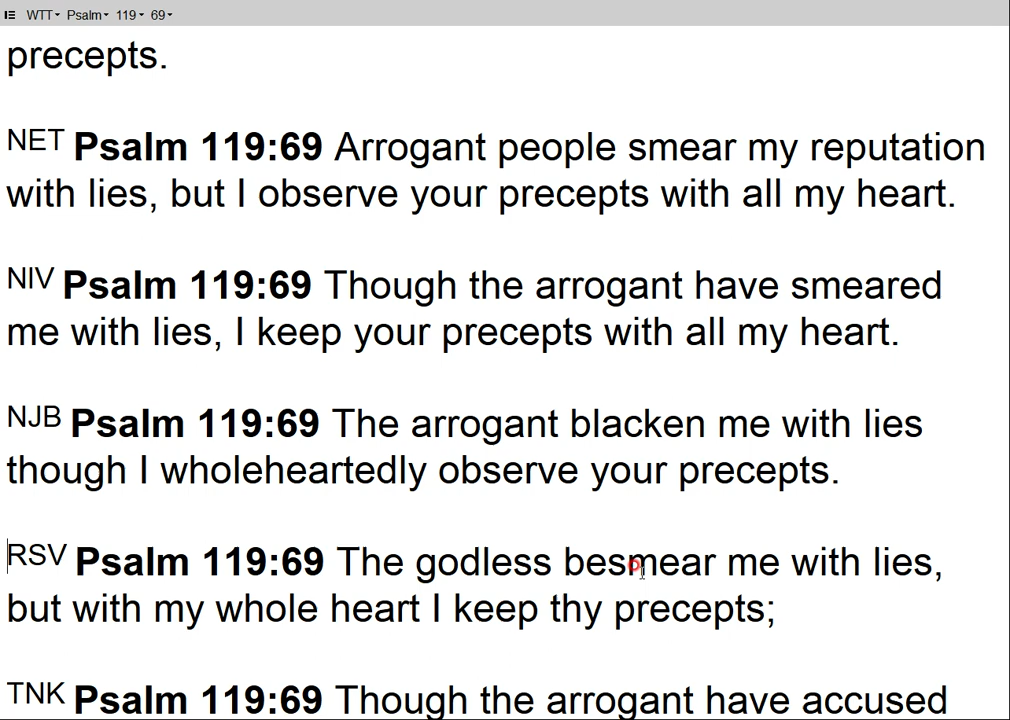 WTT Psalm 119 69
precepts.
NET Psalm 119:69 Arrogant people smear my reputation
with lies, but I observe your precepts with all my heart.
NIV Psalm 119:69 Though the arrogant have smeared
me with lies, I keep your precepts with all my heart.
NJB Psalm 119:69 The arrogant blacken me with lies
though I wholeheartedly observe your precepts.
RSV Psalm 119:69 The godless besmear me with lies,
but with my whole heart I keep thy precepts;
TNK Psalm 119:69 Though the arrogant have accused